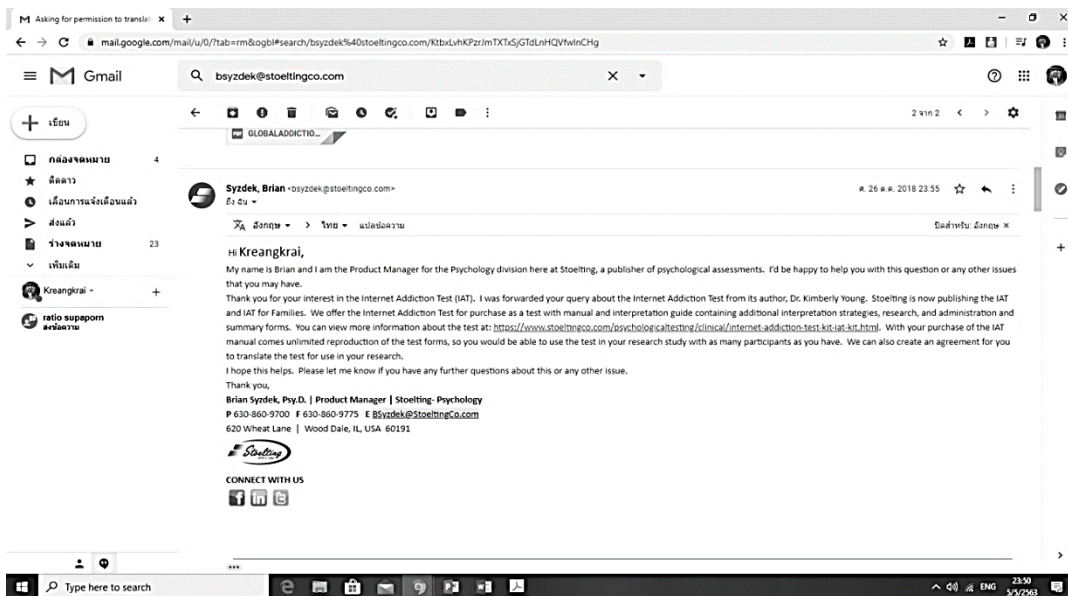 Asking for permission to translat
mail.google.com/mail/u/0/?tab=rm&ogbl#search/bsyzdek%40stoeltingco.com/KtbxLvhKPzrJmTXTxSjGTdLnHQVfwInCHg
Gmail
bsyzdek@stoeltingco.com
เขียน
2 จาก 2
GLOBALADDICTIO...
กล่องจดหมาย 4
ติดดาว
เลื่อนการแจ้งเตือนแล้ว
ส่งแล้ว
ร่างจดหมาย 23
เพิ่มเติม
Kreangkrai
ratio supaporn
Syzdek, Brian <bsyzdek@stoeltingco.com>
ศ. 26 ต.ค. 2018 23:55
ถึง ฉัน
อังกฤษ > ไทย แปลข้อความ
ปิดสำหรับ: อังกฤษ ×
Hi Kreangkrai,
My name is Brian and I am the Product Manager for the Psychology division here at Stoelting, a publisher of psychological assessments. I'd be happy to help you with this question or any other issues
that you may have.
Thank you for your interest in the Internet Addiction Test (IAT). I was forwarded your query about the Internet Addiction Test from its author, Dr. Kimberly Young. Stoelting is now publishing the IAT
and IAT for Families. We offer the Internet Addiction Test for purchase as a test with manual and interpretation guide containing additional interpretation strategies, research, and administration and
summary forms. You can view more information about the test at: https://www.stoeltingco.com/psychologicaltesting/clinical/internet-addiction-test-kit-iat-kit.html. With your purchase of the IAT
manual comes unlimited reproduction of the test forms, so you would be able to use the test in your research study with as many participants as you have. We can also create an agreement for you
to translate the test for use in your research.
I hope this helps. Please let me know if you have any further questions about this or any other issue.
Thank you,
Brian Syzdek, Psy.D. | Product Manager | Stoelting- Psychology
P 630-860-9700 F 630-860-9775 E BSyzdek@StoeltingCo.com
620 Wheat Lane | Wood Dale, IL, USA 60191
Stoelting
CONNECT WITH US
Type here to search
ENG
23:50
5/5/2563